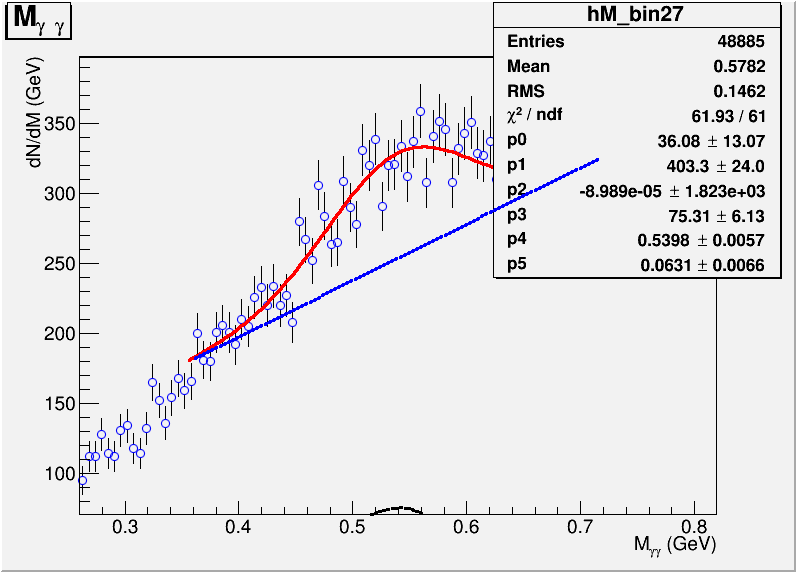 M γ γ
hM_bin27
Entries 48885
Mean 0.5782
RMS 0.1462
χ² / ndf 61.93 / 61
p0 36.08 ± 13.07
p1 403.3 ± 24.0
p2 -8.989e-05 ± 1.823e+03
p3 75.31 ± 6.13
p4 0.5398 ± 0.0057
p5 0.0631 ± 0.0066
dN/dM (GeV)
350
300
250
200
150
100
0.3 0.4 0.5 0.6 0.7 0.8
Mγγ (GeV)